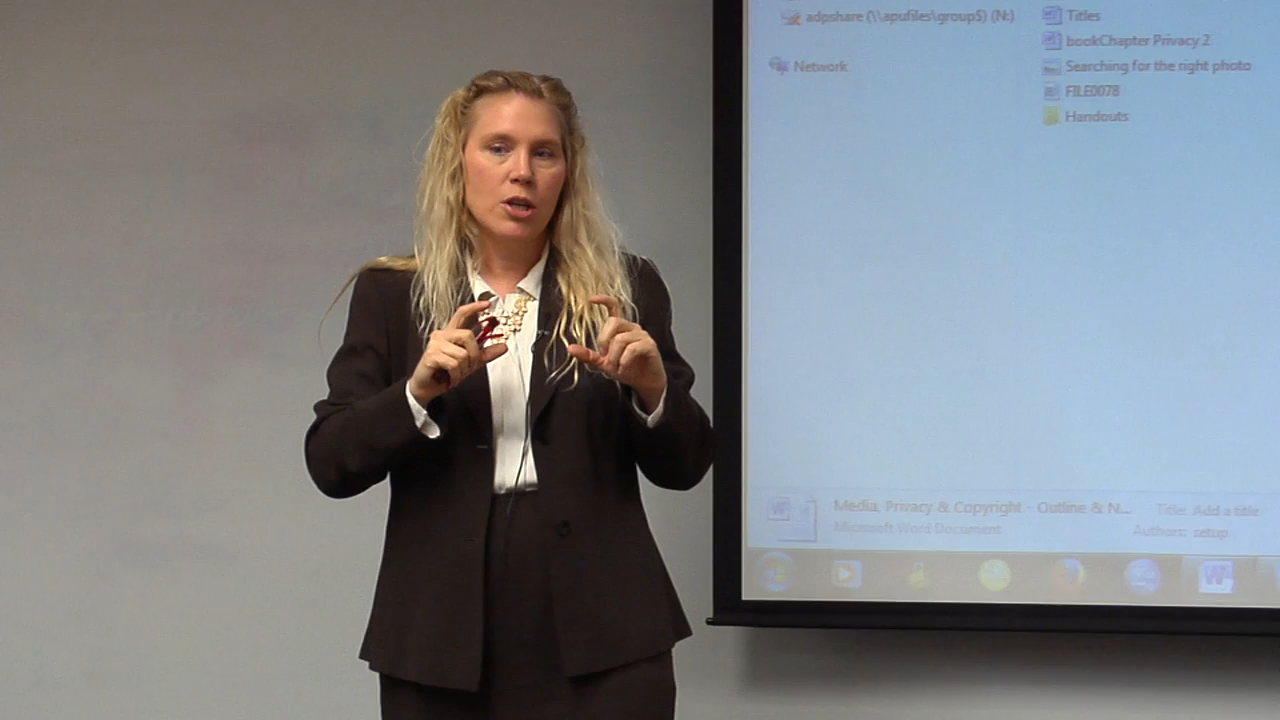 adpshare (\\apufiles\group$) (N:)
Network
Titles
bookChapter Privacy 2
Searching for the right photo
FILE0078
Handouts
Media, Privacy & Copyright - Outline & N...
Title: Add a title
Microsoft Word Document
Authors: setup